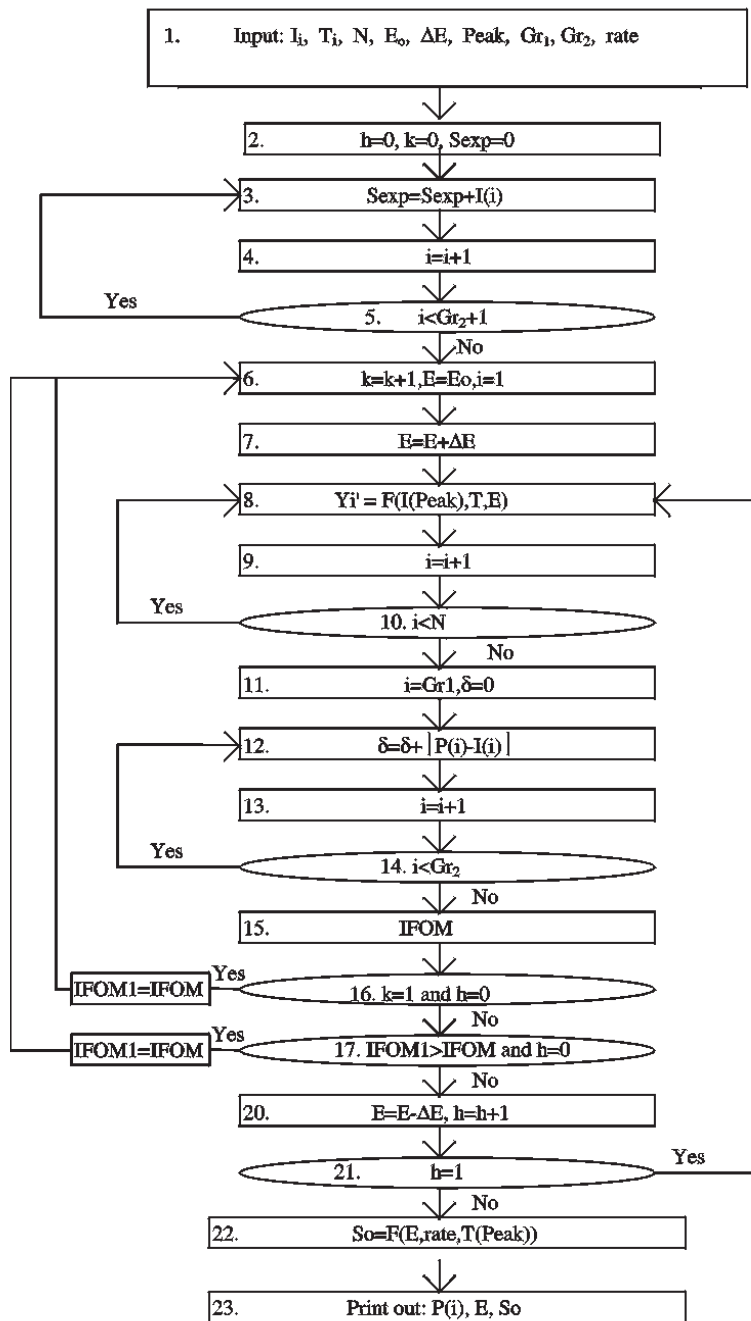 1. Input: Ii, Ti, N, Eo, ΔE, Peak, Gr1, Gr2, rate
2. h=0, k=0, Sexp=0
3. Sexp=Sexp+I(i)
4. i=i+1
Yes
5. i<Gr2+1
No
6. k=k+1,E=Eo,i=1
7. E=E+ΔE
8. Yi' = F(I(Peak),T,E)
9. i=i+1
Yes
10. i<N
No
11. i=Gr1,δ=0
12. δ=δ+|P(i)-I(i)|
13. i=i+1
Yes
14. i<Gr2
No
15. IFOM
IFOM1=IFOM
Yes
16. k=1 and h=0
No
IFOM1=IFOM
Yes
17. IFOM1>IFOM and h=0
No
20. E=E-ΔE, h=h+1
21. h=1
Yes
No
22. So=F(E,rate,T(Peak))
23. Print out: P(i), E, So